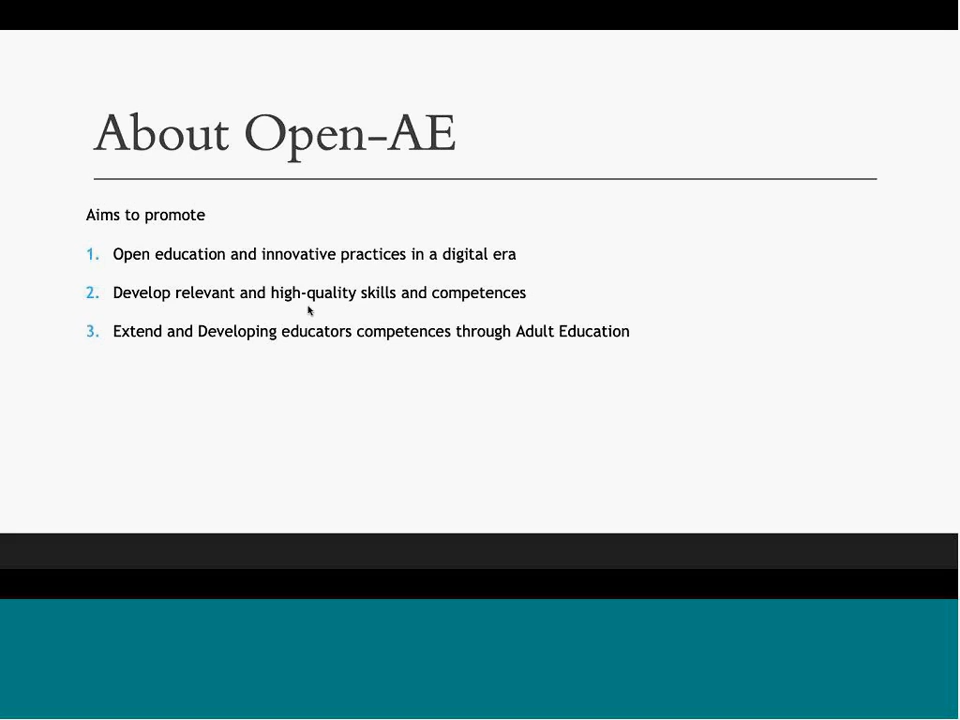 About Open-AE
Aims to promote
1. Open education and innovative practices in a digital era
2. Develop relevant and high-quality skills and competences
3. Extend and Developing educators competences through Adult Education